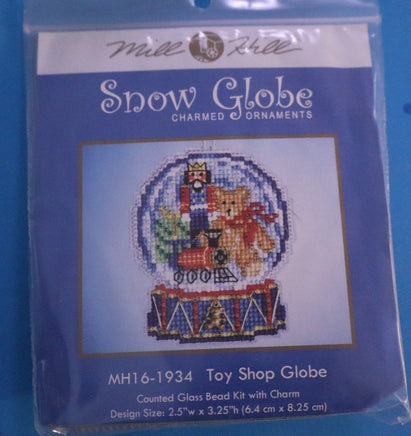 Mill Hill
Snow Globe
CHARMED ORNAMENTS
MH16-1934 Toy Shop Globe
Counted Glass Bead Kit with Charm
Design Size: 2.5"w x 3.25"h (6.4 cm x 8.25 cm)